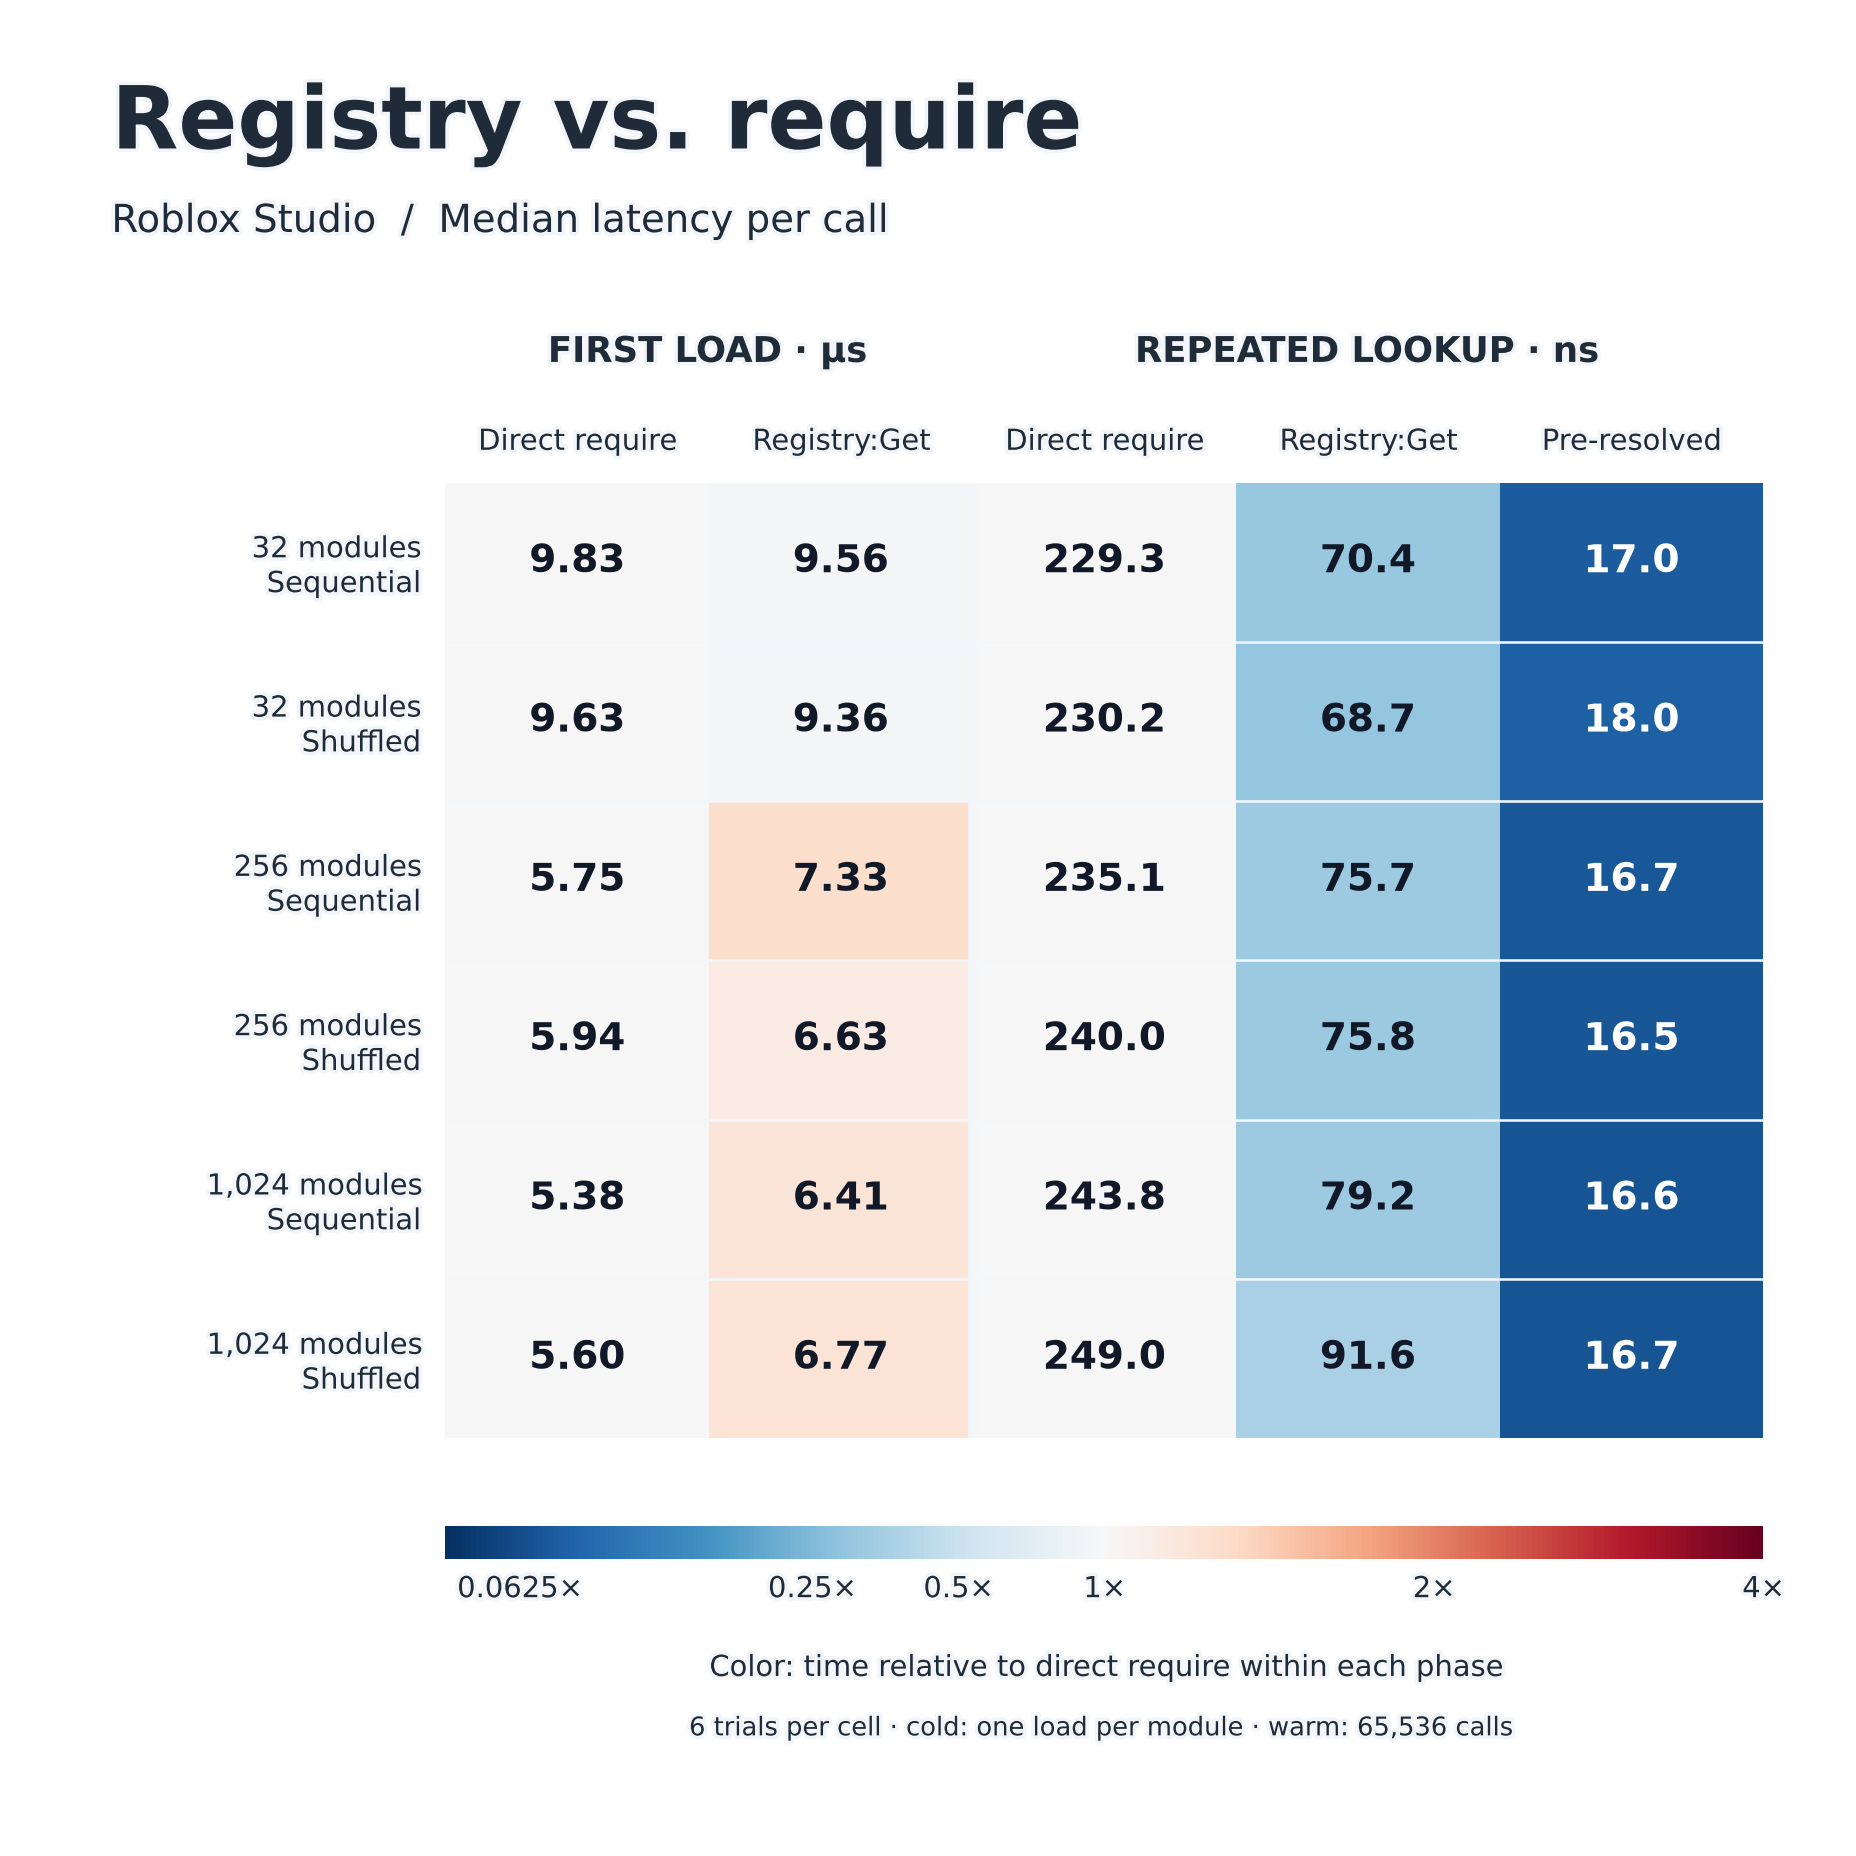 Registry vs. require
Roblox Studio / Median latency per call
FIRST LOAD · µs REPEATED LOOKUP · ns
Direct require Registry:Get Direct require Registry:Get Pre-resolved
32 modules
Sequential
9.83 9.56 229.3 70.4 17.0
32 modules
Shuffled
9.63 9.36 230.2 68.7 18.0
256 modules
Sequential
5.75 7.33 235.1 75.7 16.7
256 modules
Shuffled
5.94 6.63 240.0 75.8 16.5
1,024 modules
Sequential
5.38 6.41 243.8 79.2 16.6
1,024 modules
Shuffled
5.60 6.77 249.0 91.6 16.7
0.0625× 0.25× 0.5× 1× 2× 4×
Color: time relative to direct require within each phase
6 trials per cell · cold: one load per module · warm: 65,536 calls